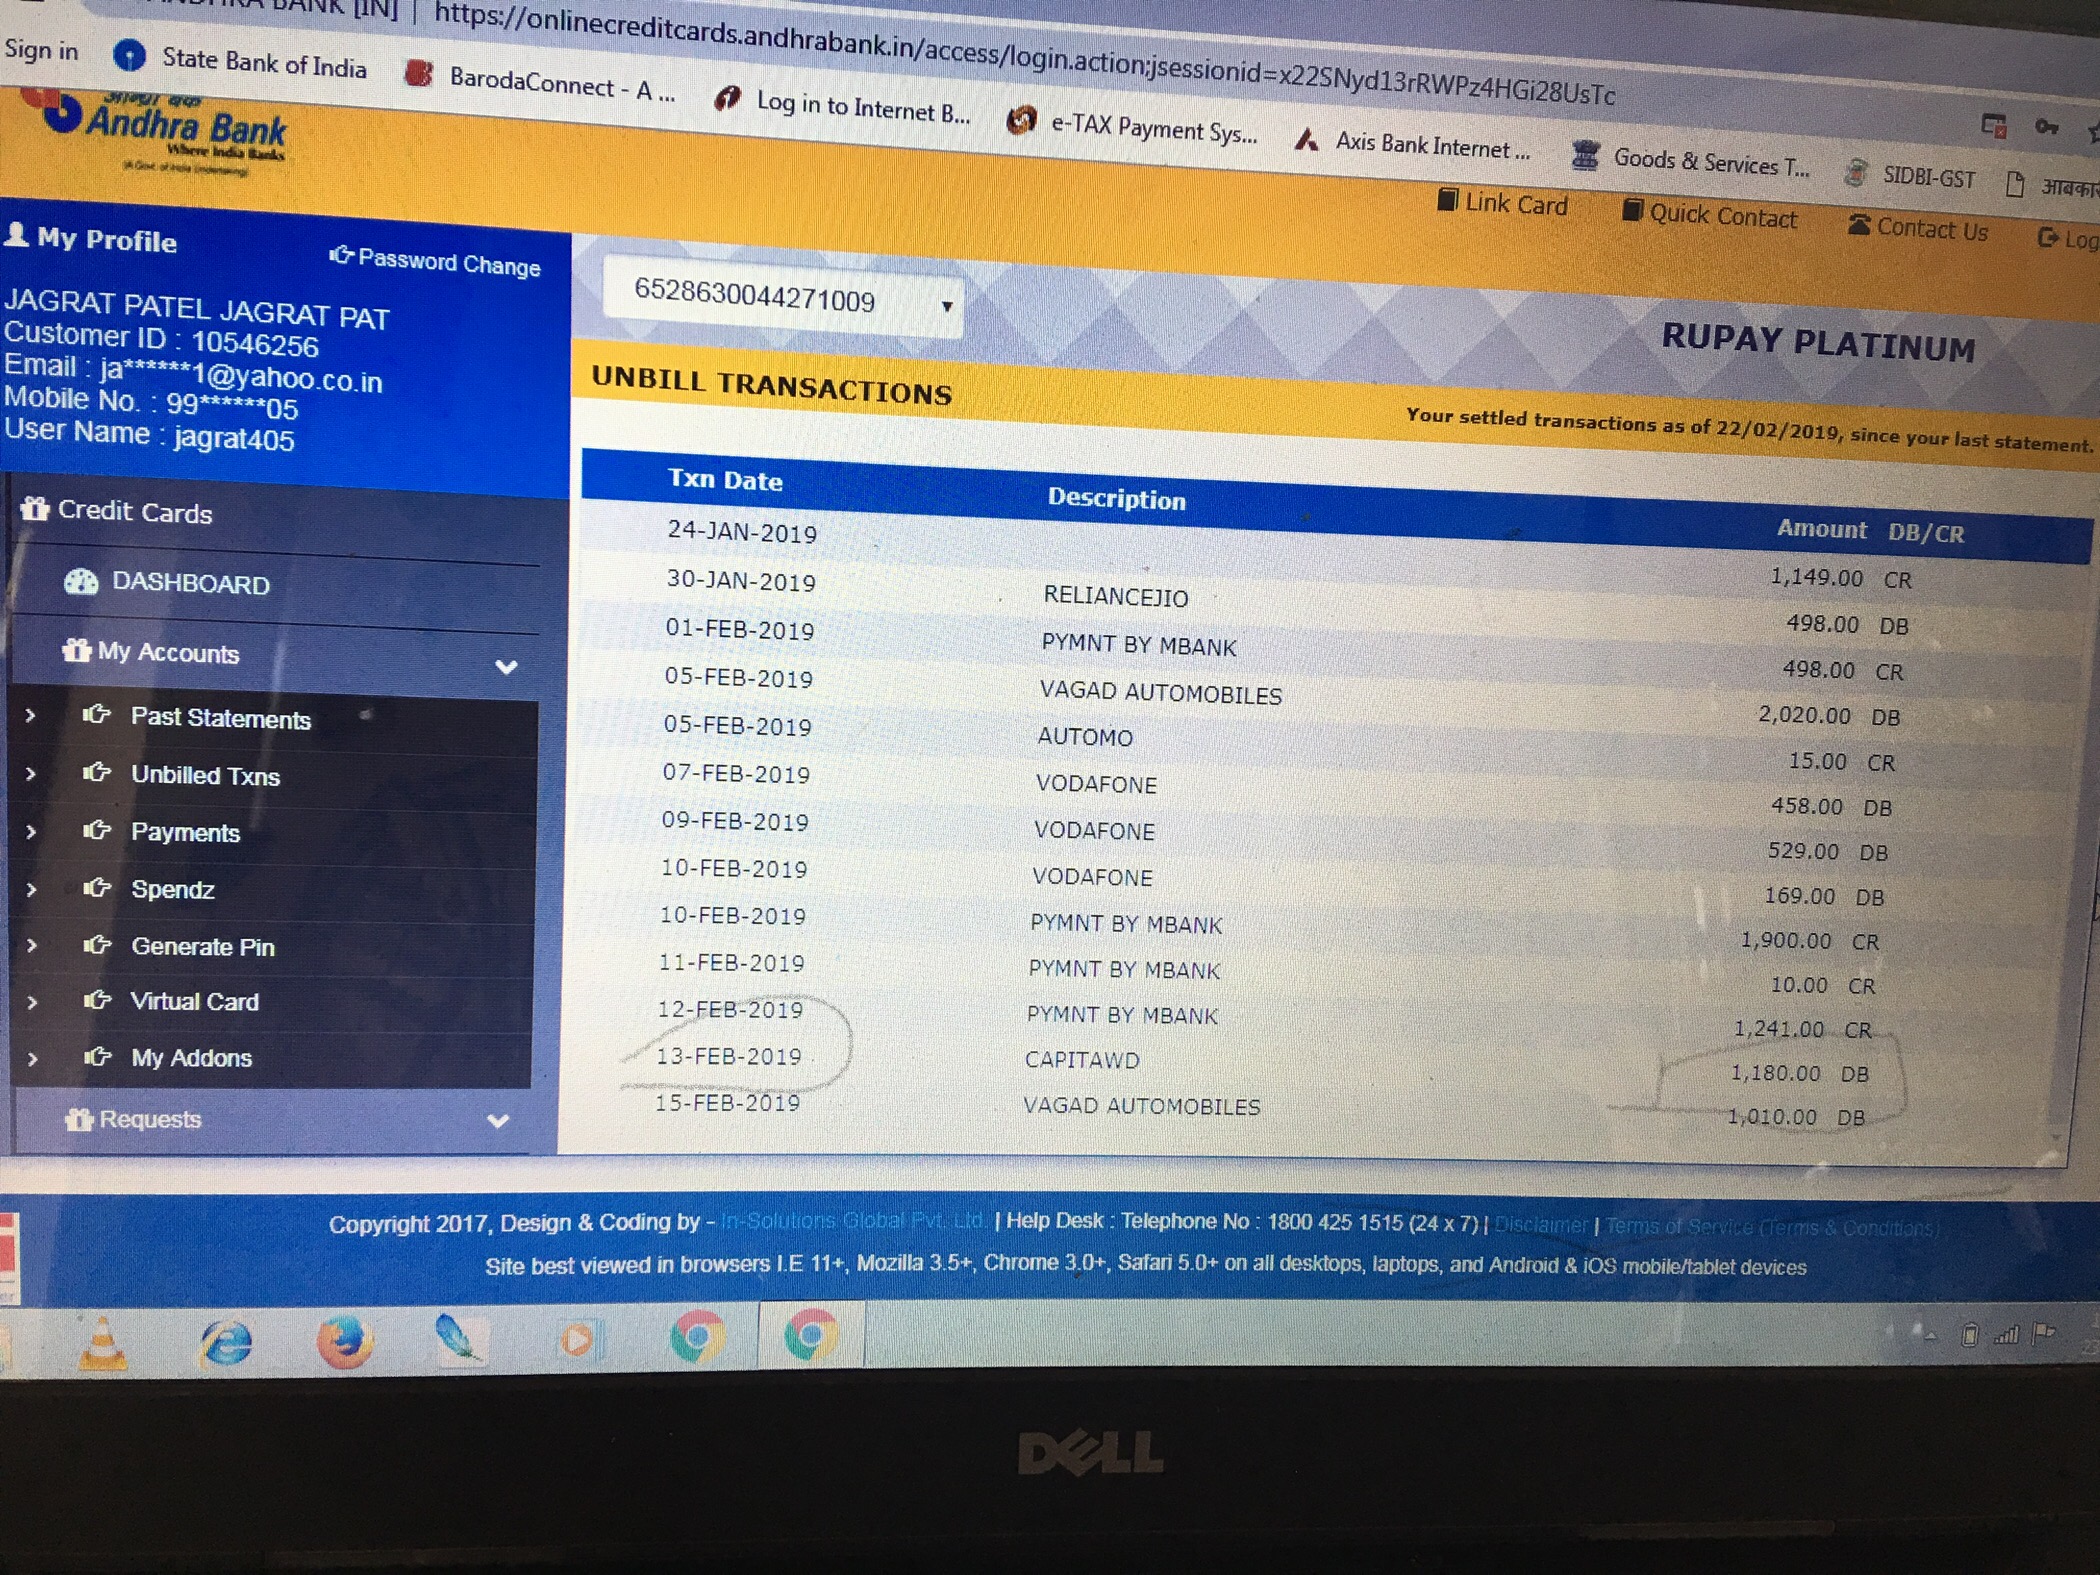 ANDHRA BANK [IN] | https://onlinecreditcards.andhrabank.in/access/login.action;jsessionid=x22SNyd13rRWPz4HGi28UsTc
Sign in State Bank of India BarodaConnect - A ... Log in to Internet B... e-TAX Payment Sys... Axis Bank Internet ... Goods & Services T... SIDBI-GST
Andhra Bank
Where India Banks
Link Card Quick Contact Contact Us Log
My Profile Password Change
JAGRAT PATEL JAGRAT PAT
Customer ID : 10546256
Email : ja******1@yahoo.co.in
Mobile No. : 99******05
User Name : jagrat405
Credit Cards
DASHBOARD
My Accounts
Past Statements
Unbilled Txns
Payments
Spendz
Generate Pin
Virtual Card
My Addons
Requests
6528630044271009
RUPAY PLATINUM
UNBILL TRANSACTIONS
Your settled transactions as of 22/02/2019, since your last statement.
Txn Date Description Amount DB/CR
24-JAN-2019 1,149.00 CR
30-JAN-2019 RELIANCEJIO 498.00 DB
01-FEB-2019 PYMNT BY MBANK 498.00 CR
05-FEB-2019 VAGAD AUTOMOBILES 2,020.00 DB
05-FEB-2019 AUTOMO 15.00 CR
07-FEB-2019 VODAFONE 458.00 DB
09-FEB-2019 VODAFONE 529.00 DB
10-FEB-2019 VODAFONE 169.00 DB
10-FEB-2019 PYMNT BY MBANK 1,900.00 CR
11-FEB-2019 PYMNT BY MBANK 10.00 CR
12-FEB-2019 PYMNT BY MBANK 1,241.00 CR
13-FEB-2019 CAPITAWD 1,180.00 DB
15-FEB-2019 VAGAD AUTOMOBILES 1,010.00 DB
Copyright 2017, Design & Coding by - In-Solutions Global Pvt. Ltd. | Help Desk : Telephone No : 1800 425 1515 (24 x 7) | Disclaimer | Terms of Service (Terms & Conditions)
Site best viewed in browsers I.E 11+, Mozilla 3.5+, Chrome 3.0+, Safari 5.0+ on all desktops, laptops, and Android & iOS mobile/tablet devices
DELL